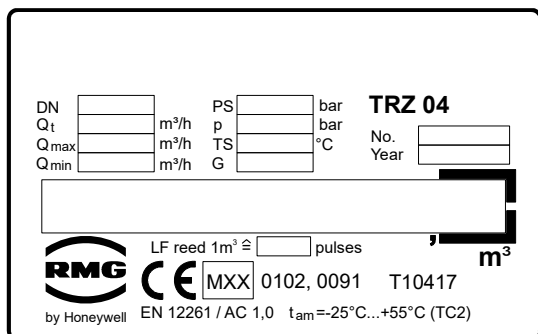 DN PS bar TRZ 04
Qt m³/h p bar No.
Qmax m³/h TS °C Year
Qmin m³/h G
,
m³
LF reed 1m³ ≙ pulses
RMG CE MXX 0102, 0091 T10417
by Honeywell EN 12261 / AC 1,0 tam=-25°C...+55°C (TC2)